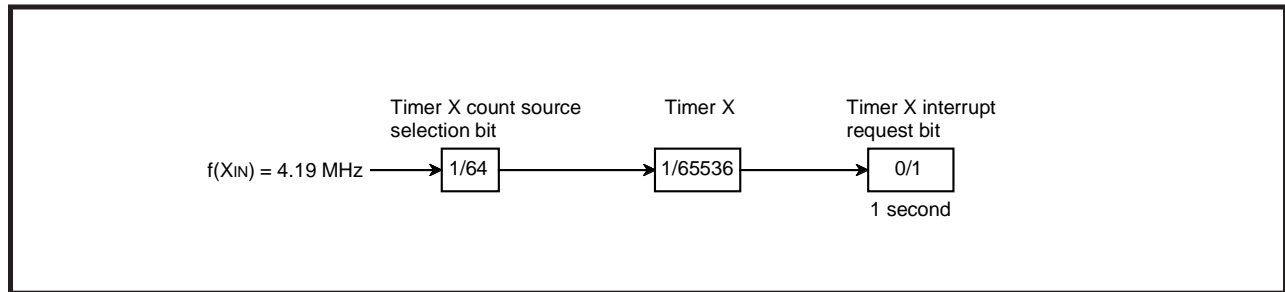 Timer X count source
selection bit
Timer X
Timer X interrupt
request bit
f(XIN) = 4.19 MHz
1/64
1/65536
0/1
1 second